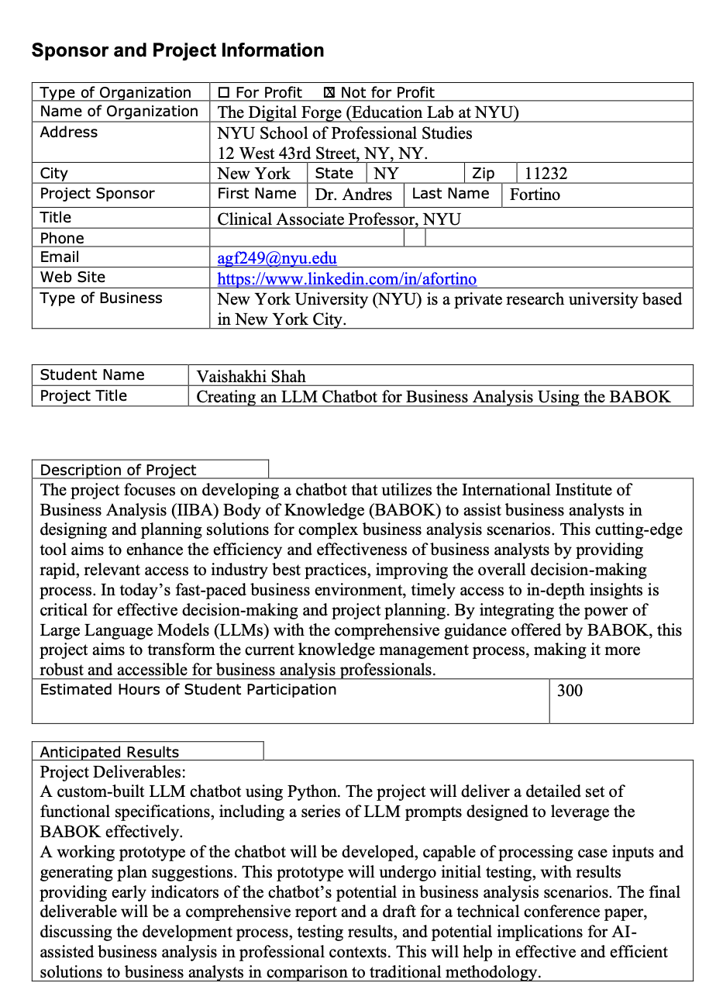 Sponsor and Project Information
Type of Organization ☐ For Profit ☒ Not for Profit
Name of Organization The Digital Forge (Education Lab at NYU)
Address NYU School of Professional Studies
12 West 43rd Street, NY, NY.
City New York State NY Zip 11232
Project Sponsor First Name Dr. Andres Last Name Fortino
Title Clinical Associate Professor, NYU
Phone
Email agf249@nyu.edu
Web Site https://www.linkedin.com/in/afortino
Type of Business New York University (NYU) is a private research university based
in New York City.
Student Name Vaishakhi Shah
Project Title Creating an LLM Chatbot for Business Analysis Using the BABOK
Description of Project
The project focuses on developing a chatbot that utilizes the International Institute of
Business Analysis (IIBA) Body of Knowledge (BABOK) to assist business analysts in
designing and planning solutions for complex business analysis scenarios. This cutting-edge
tool aims to enhance the efficiency and effectiveness of business analysts by providing
rapid, relevant access to industry best practices, improving the overall decision-making
process. In today’s fast-paced business environment, timely access to in-depth insights is
critical for effective decision-making and project planning. By integrating the power of
Large Language Models (LLMs) with the comprehensive guidance offered by BABOK, this
project aims to transform the current knowledge management process, making it more
robust and accessible for business analysis professionals.
Estimated Hours of Student Participation 300
Anticipated Results
Project Deliverables:
A custom-built LLM chatbot using Python. The project will deliver a detailed set of
functional specifications, including a series of LLM prompts designed to leverage the
BABOK effectively.
A working prototype of the chatbot will be developed, capable of processing case inputs and
generating plan suggestions. This prototype will undergo initial testing, with results
providing early indicators of the chatbot’s potential in business analysis scenarios. The final
deliverable will be a comprehensive report and a draft for a technical conference paper,
discussing the development process, testing results, and potential implications for AI-
assisted business analysis in professional contexts. This will help in effective and efficient
solutions to business analysts in comparison to traditional methodology.